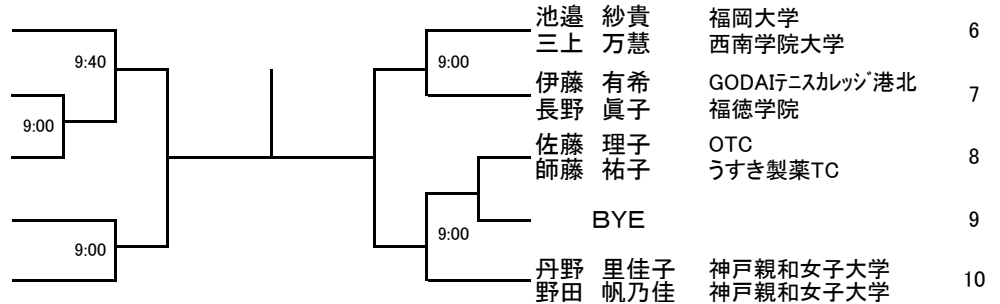 池邉 紗貴 福岡大学 6
三上 万慧 西南学院大学
9:40
9:00
伊藤 有希 GODAIテニスカレッジ港北 7
長野 眞子 福徳学院
9:00
佐藤 理子 OTC 8
師藤 祐子 うすき製薬TC
BYE 9
9:00
9:00
丹野 里佳子 神戸親和女子大学 10
野田 帆乃佳 神戸親和女子大学